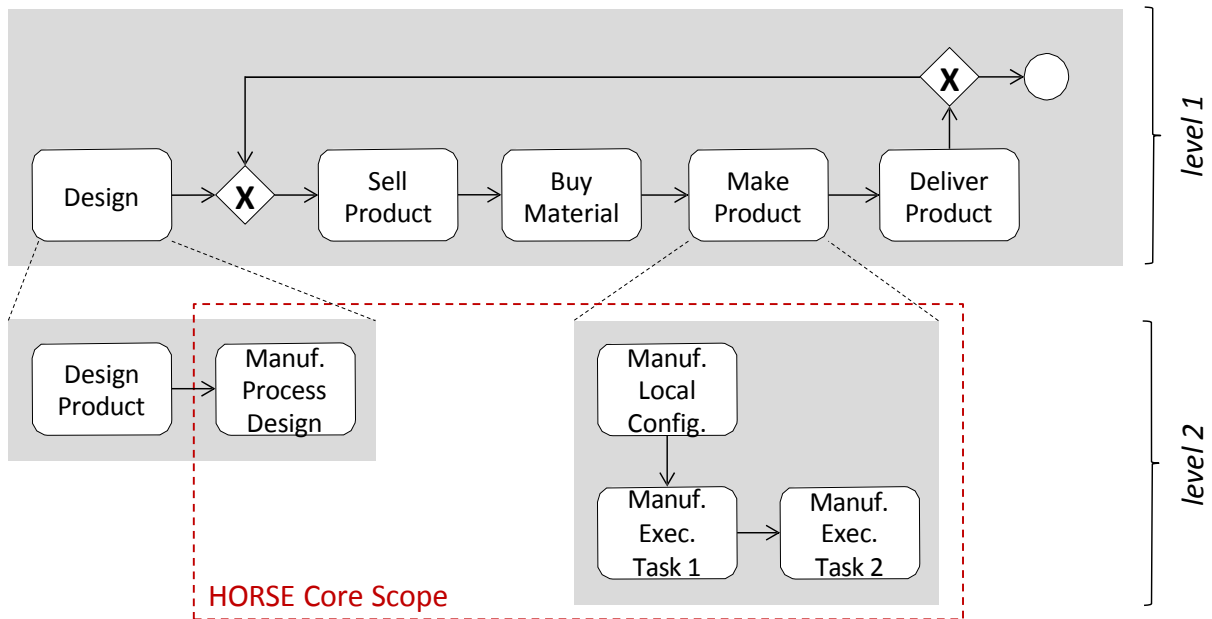 X
level 1
Design
X
Sell
Product
Buy
Material
Make
Product
Deliver
Product
Design
Product
Manuf.
Process
Design
Manuf.
Local
Config.
level 2
Manuf.
Exec.
Task 1
Manuf.
Exec.
Task 2
HORSE Core Scope